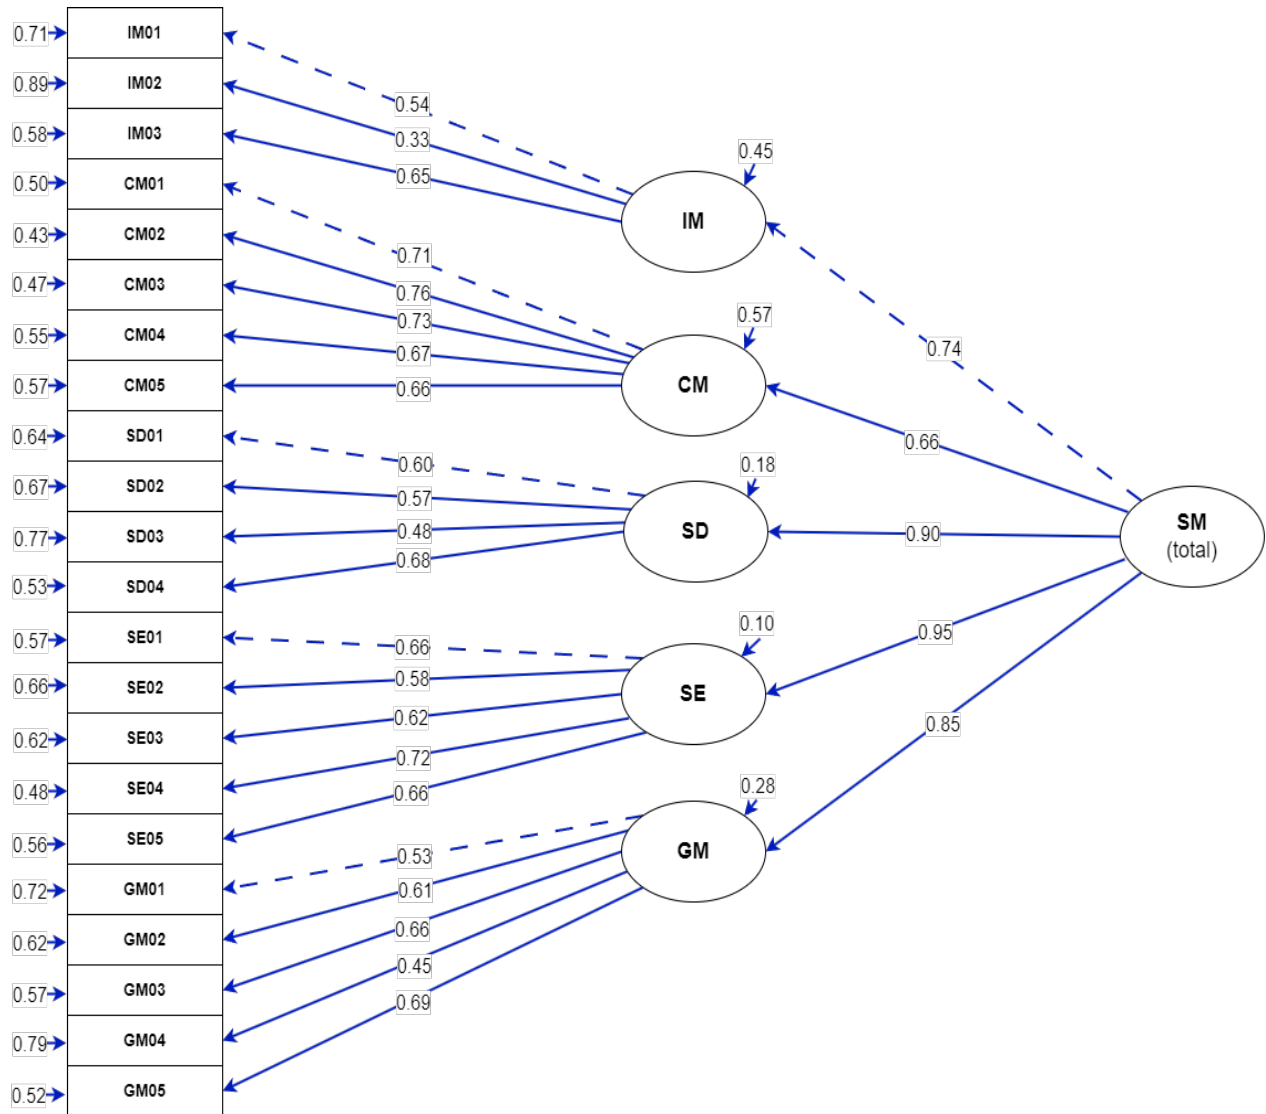 0.71 IM01
0.89 IM02
0.58 IM03
0.50 CM01
0.43 CM02
0.47 CM03
0.55 CM04
0.57 CM05
0.64 SD01
0.67 SD02
0.77 SD03
0.53 SD04
0.57 SE01
0.66 SE02
0.62 SE03
0.48 SE04
0.56 SE05
0.72 GM01
0.62 GM02
0.57 GM03
0.79 GM04
0.52 GM05
0.54
0.33
0.65
0.71
0.76
0.73
0.67
0.66
0.60
0.57
0.48
0.68
0.66
0.58
0.62
0.72
0.66
0.53
0.61
0.66
0.45
0.69
0.45
IM
0.57
CM
0.18
SD
0.10
SE
0.28
GM
0.74
0.66
0.90
0.95
0.85
SM
(total)